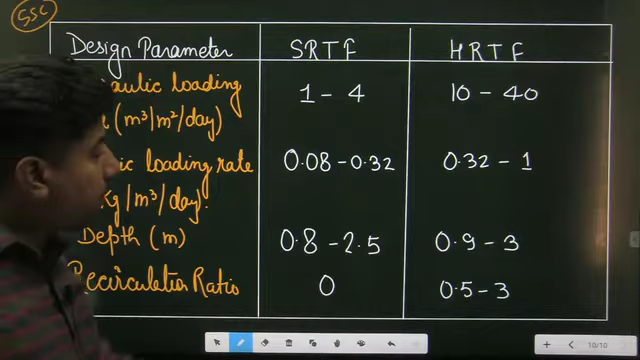 SSC
Design Parameter SRTF HRTF
aulic loading 1 - 4 10 - 40
(m³/m²/day)
ic loading rate 0.08 - 0.32 0.32 - 1
Kg/m³/day).
Depth (m) 0.8 - 2.5 0.9 - 3
Recirculation Ratio 0 0.5 - 3
10/10